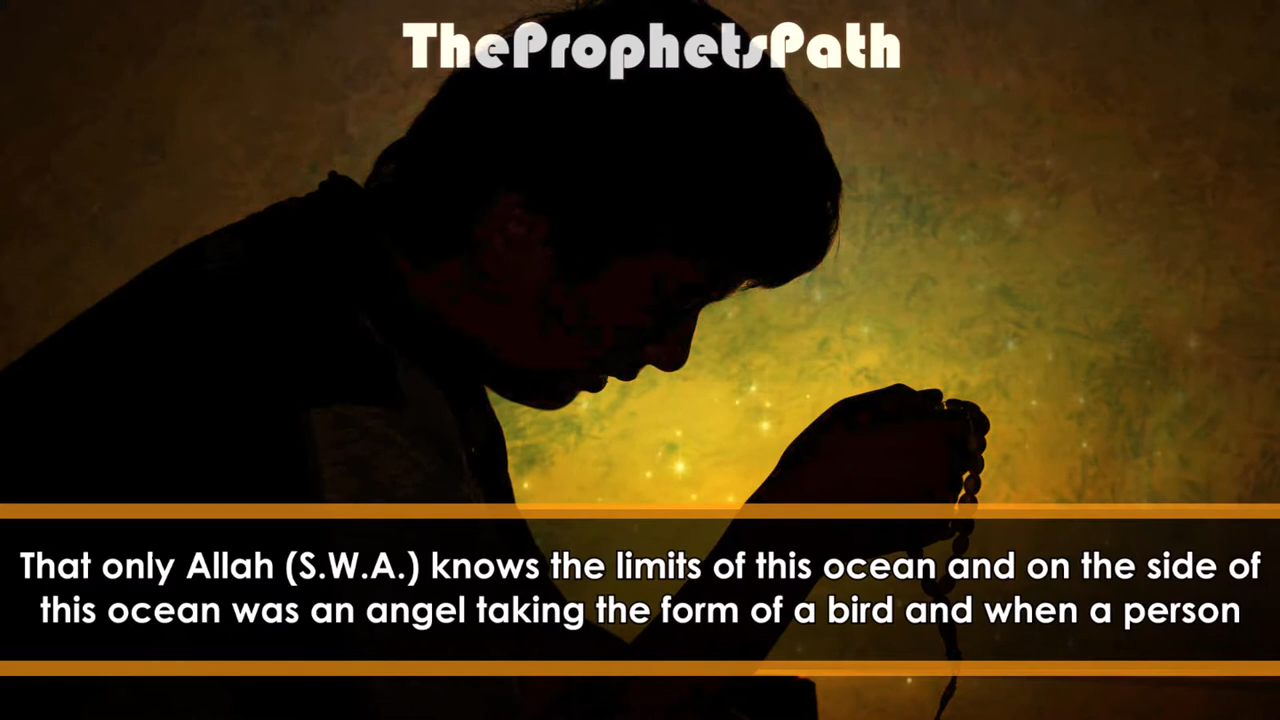 TheProphetsPath
That only Allah (S.W.A.) knows the limits of this ocean and on the side of
this ocean was an angel taking the form of a bird and when a person